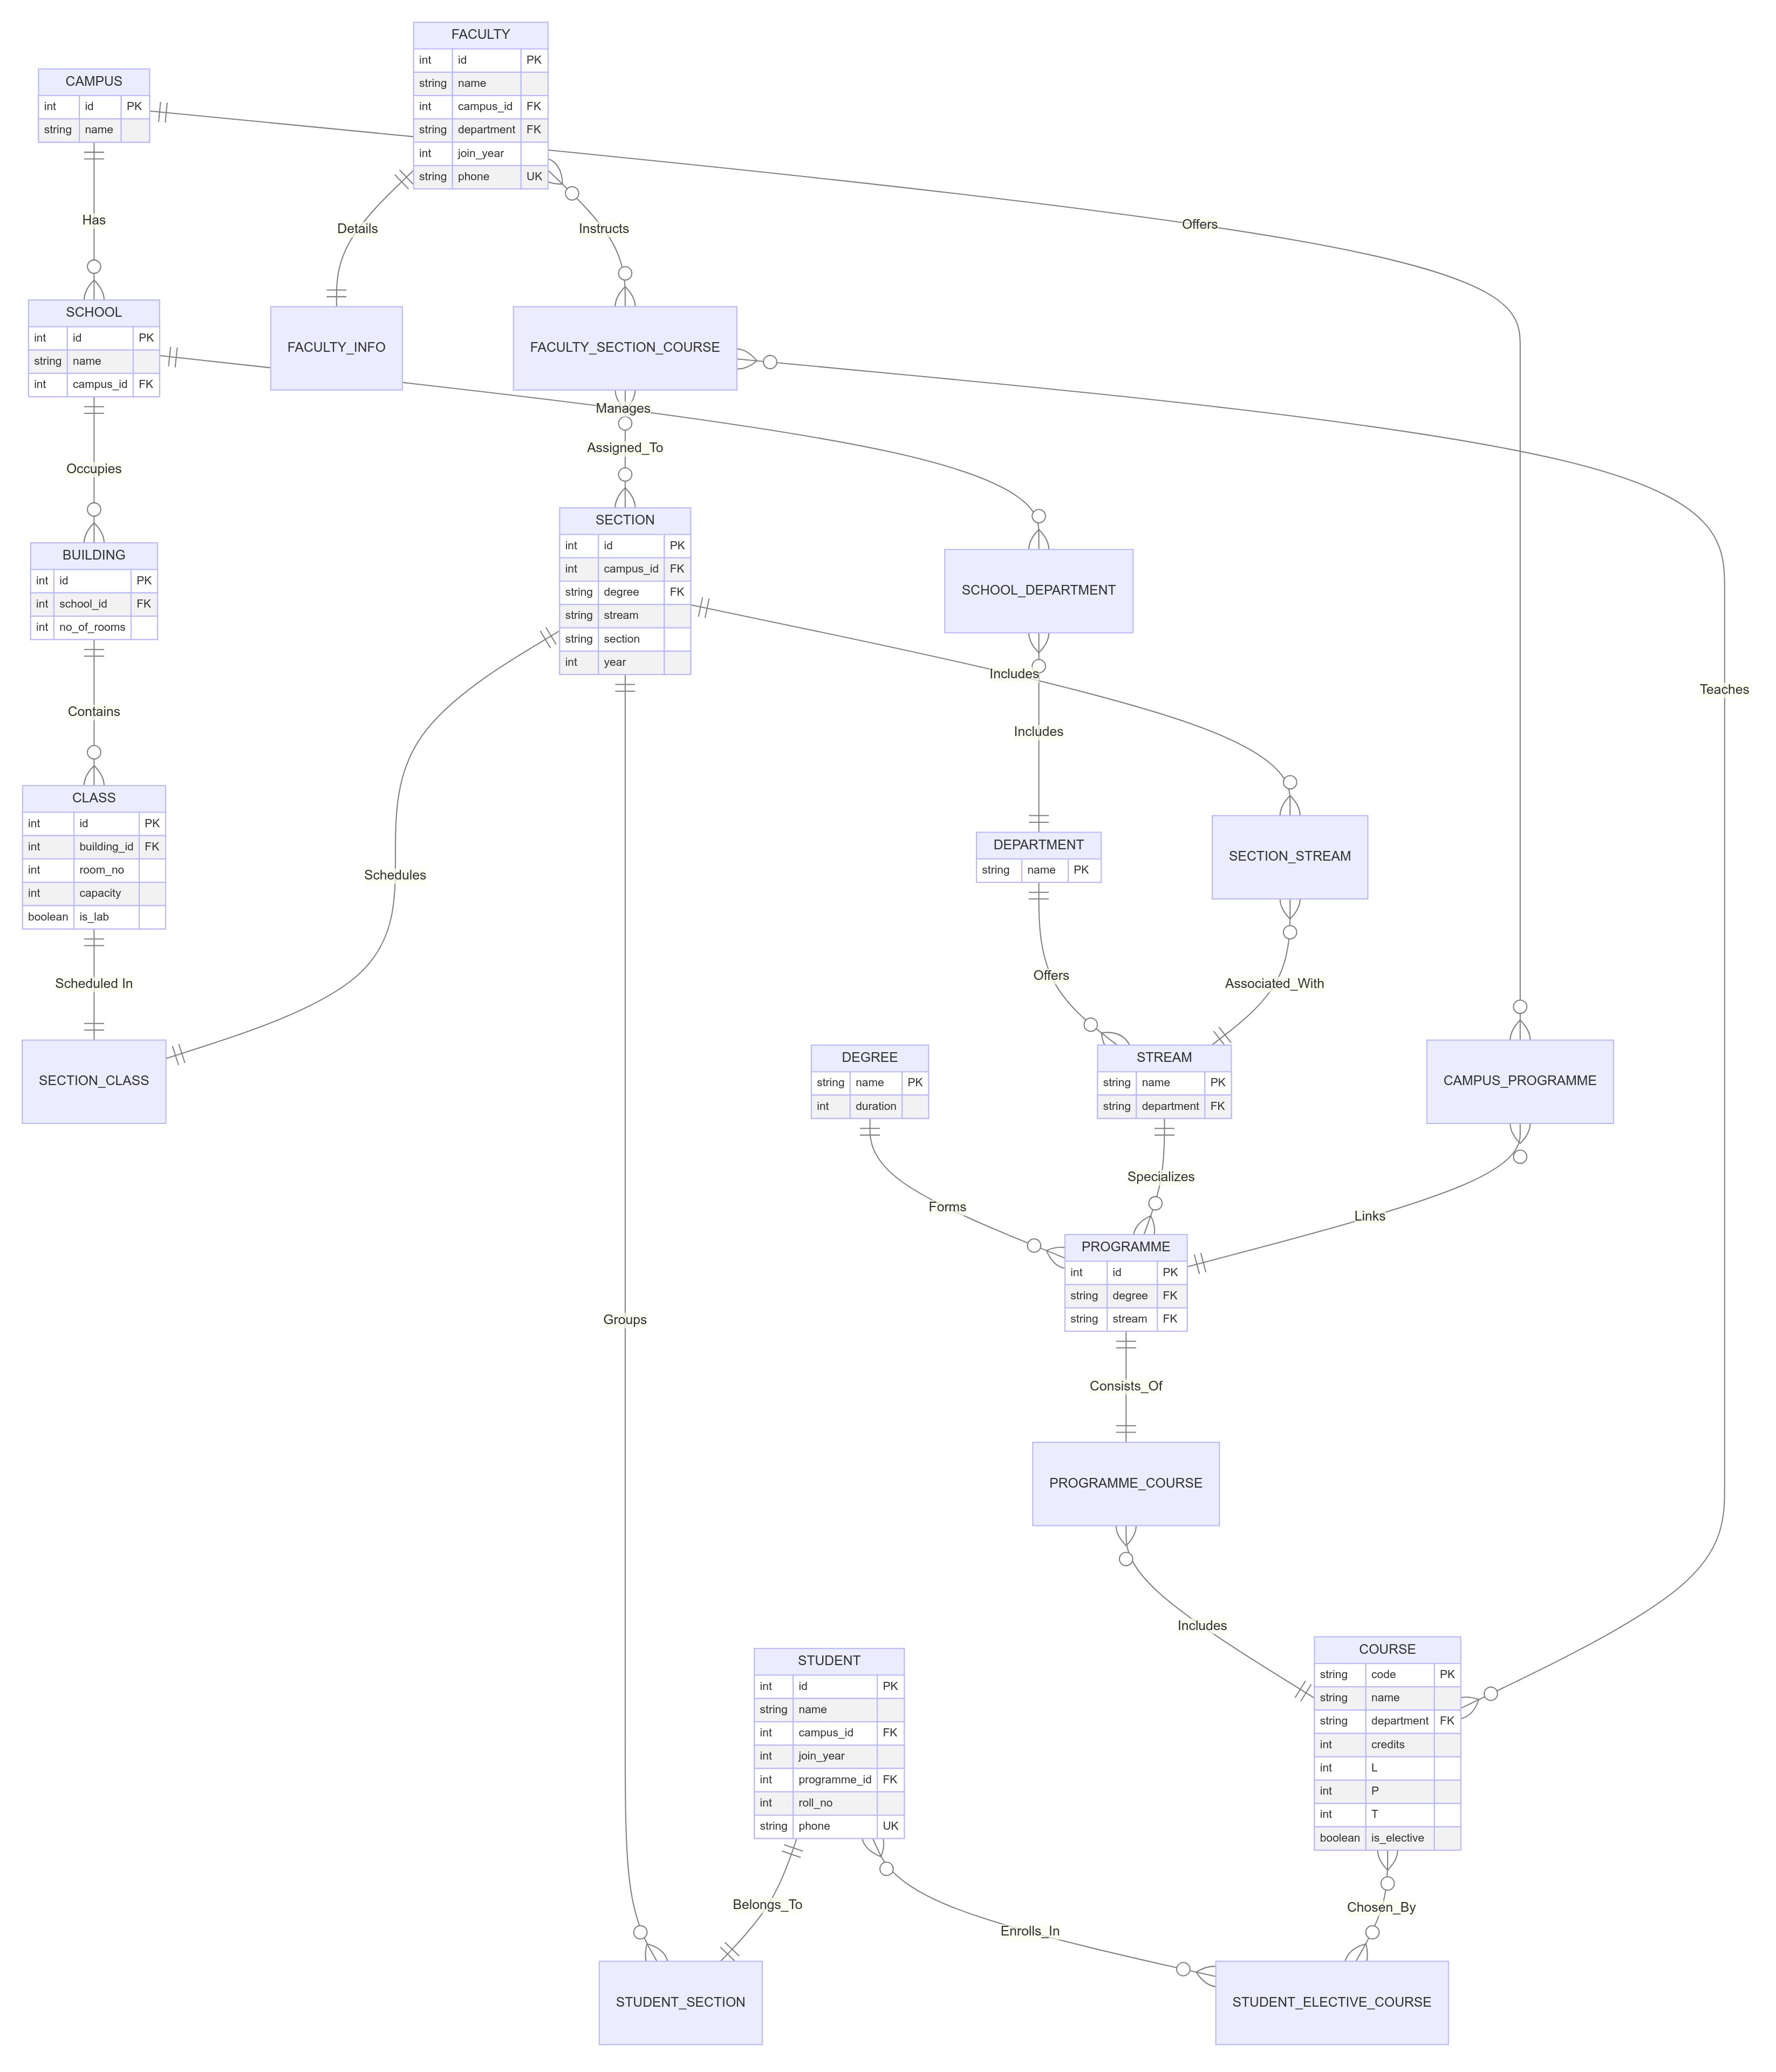 FACULTY
int id PK
string name
int campus_id FK
string department FK
int join_year
string phone UK
CAMPUS
int id PK
string name
Has
Details
Instructs
Offers
SCHOOL
int id PK
string name
int campus_id FK
FACULTY_INFO
FACULTY_SECTION_COURSE
Manages
Assigned_To
Occupies
SECTION
int id PK
int campus_id FK
string degree FK
string stream
string section
int year
BUILDING
int id PK
int school_id FK
int no_of_rooms
SCHOOL_DEPARTMENT
Includes
Teaches
Contains
Includes
CLASS
int id PK
int building_id FK
int room_no
int capacity
boolean is_lab
Schedules
DEPARTMENT
string name PK
SECTION_STREAM
Scheduled In
Offers
Associated_With
SECTION_CLASS
DEGREE
string name PK
int duration
STREAM
string name PK
string department FK
CAMPUS_PROGRAMME
Specializes
Forms
Links
PROGRAMME
int id PK
string degree FK
string stream FK
Groups
Consists_Of
PROGRAMME_COURSE
Includes
STUDENT
int id PK
string name
int campus_id FK
int join_year
int programme_id FK
int roll_no
string phone UK
COURSE
string code PK
string name
string department FK
int credits
int L
int P
int T
boolean is_elective
Belongs_To
Enrolls_In
Chosen_By
STUDENT_SECTION
STUDENT_ELECTIVE_COURSE